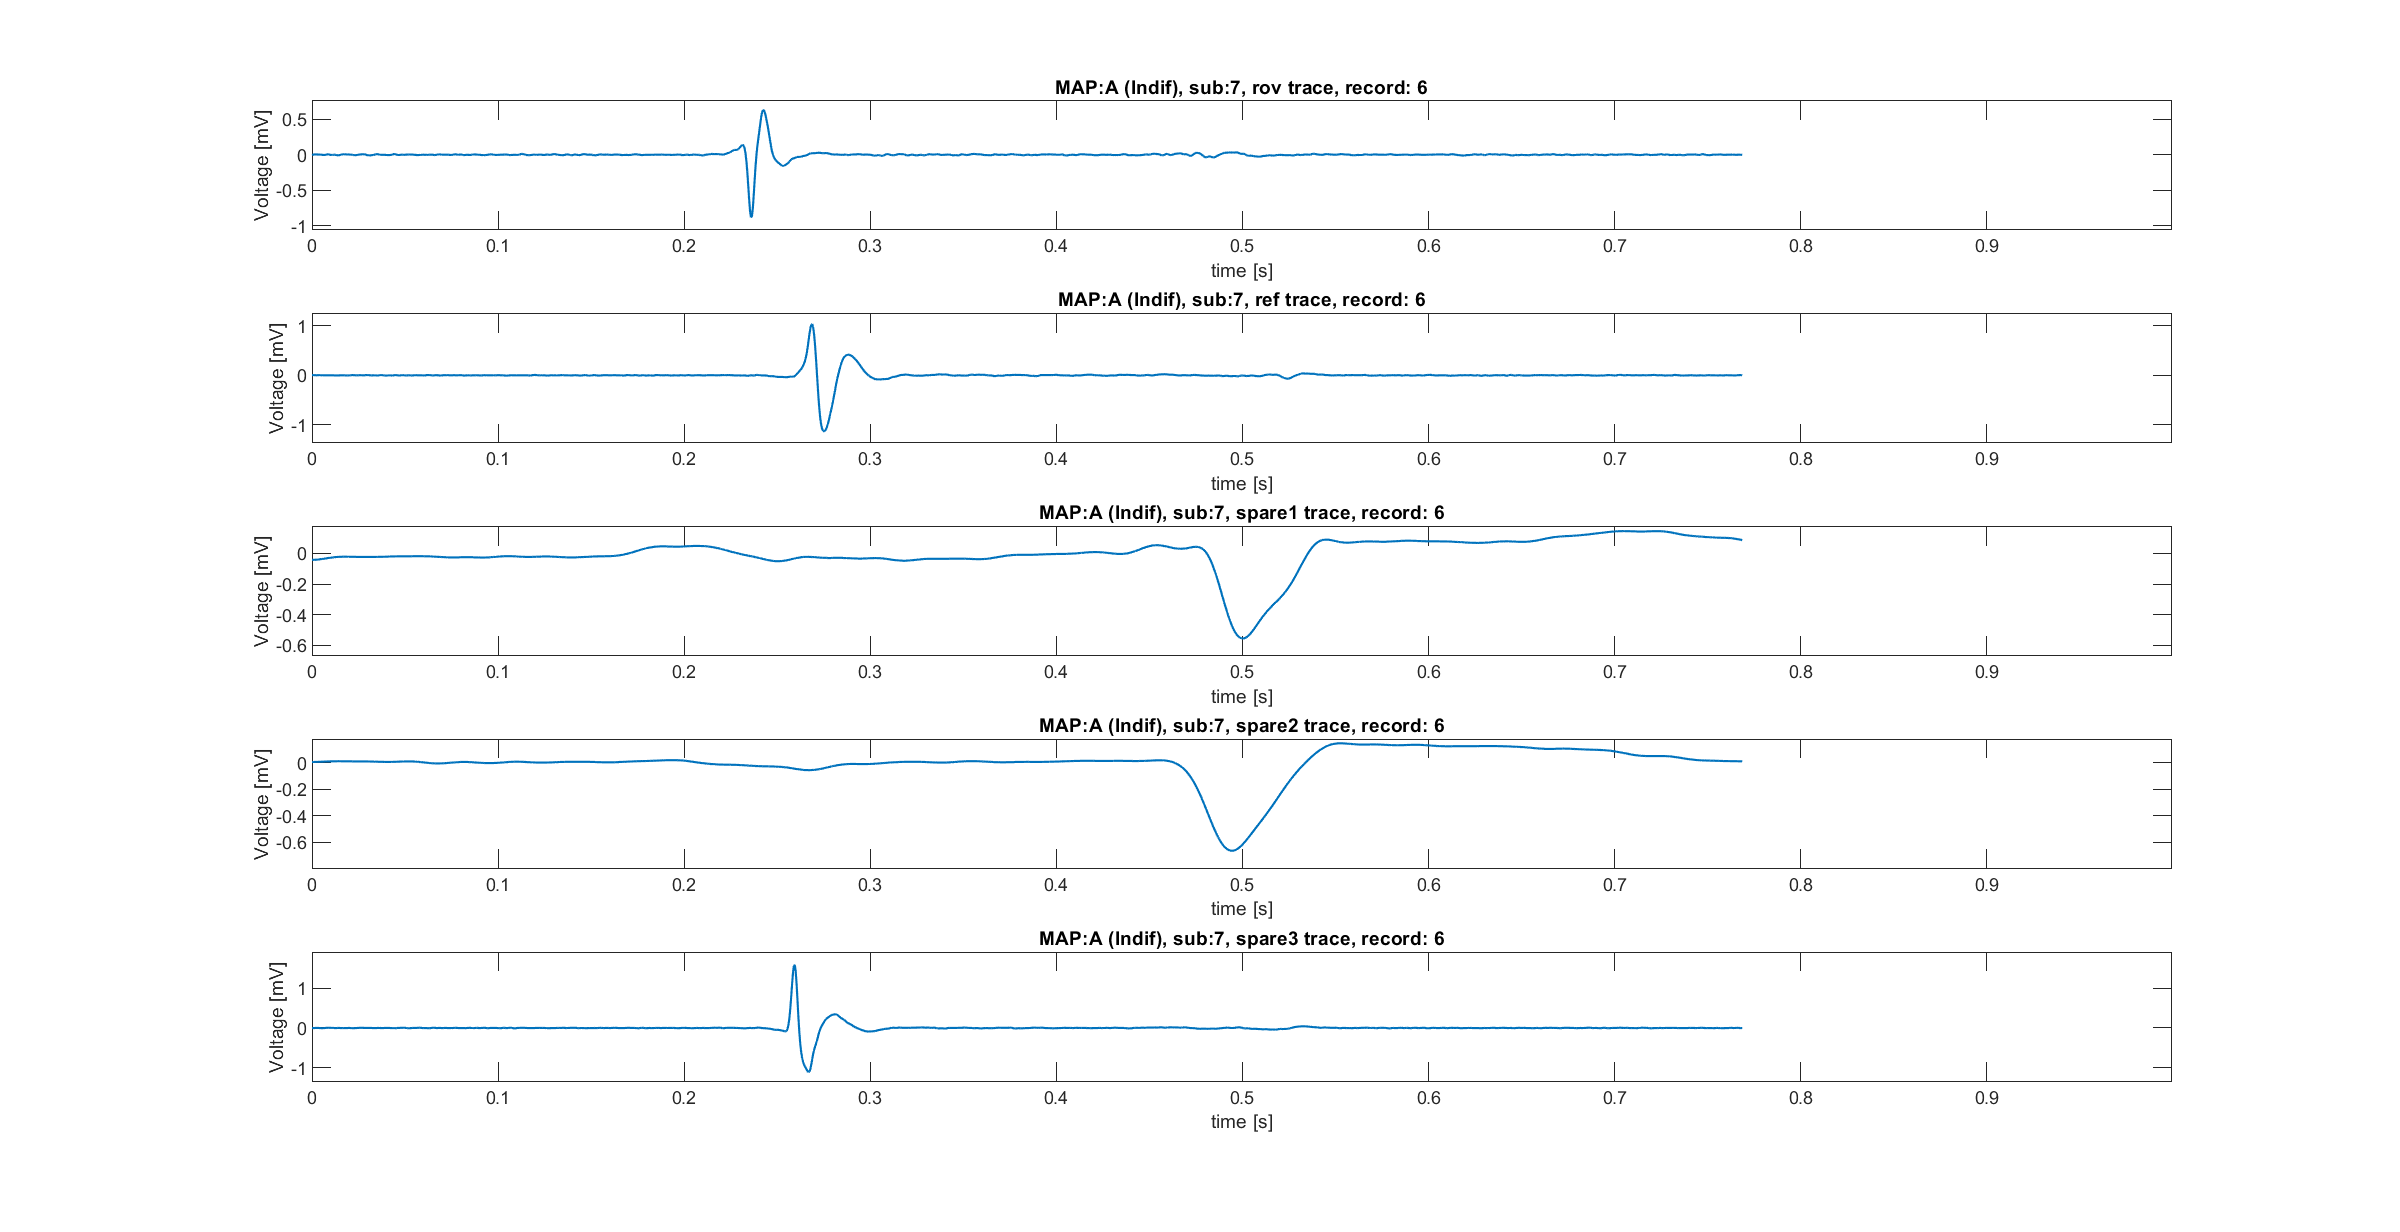 MAP:A (Indif), sub:7, rov trace, record: 6
Voltage [mV]
0.5
0
-0.5
-1
0 0.1 0.2 0.3 0.4 0.5 0.6 0.7 0.8 0.9
time [s]
MAP:A (Indif), sub:7, ref trace, record: 6
Voltage [mV]
1
0
-1
0 0.1 0.2 0.3 0.4 0.5 0.6 0.7 0.8 0.9
time [s]
MAP:A (Indif), sub:7, spare1 trace, record: 6
Voltage [mV]
0
-0.2
-0.4
-0.6
0 0.1 0.2 0.3 0.4 0.5 0.6 0.7 0.8 0.9
time [s]
MAP:A (Indif), sub:7, spare2 trace, record: 6
Voltage [mV]
0
-0.2
-0.4
-0.6
0 0.1 0.2 0.3 0.4 0.5 0.6 0.7 0.8 0.9
time [s]
MAP:A (Indif), sub:7, spare3 trace, record: 6
Voltage [mV]
1
0
-1
0 0.1 0.2 0.3 0.4 0.5 0.6 0.7 0.8 0.9
time [s]